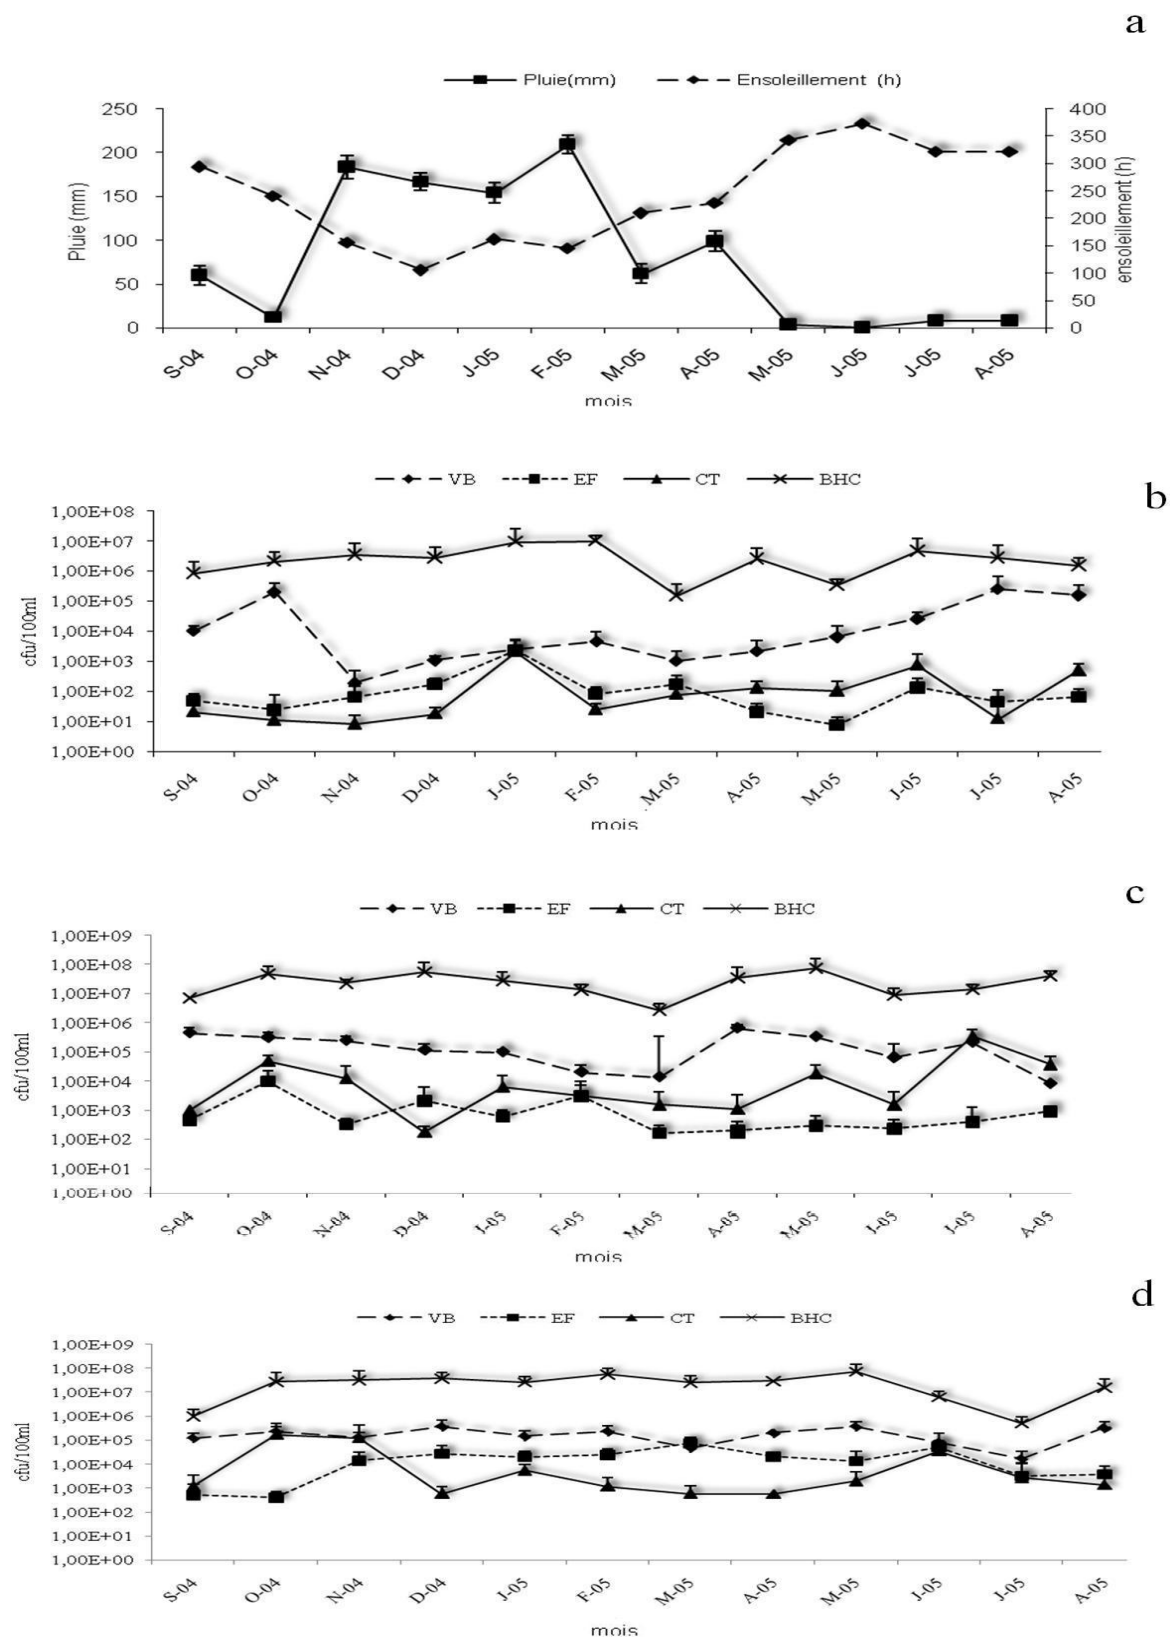 a
Pluie(mm) Ensoleillement (h)
250 400
350
200 300
150 250
200
100 150
50 100
50
0 0
Pluie (mm)
ensoleillement (h)
S-04 O-04 N-04 D-04 J-05 F-05 M-05 A-05 M-05 J-05 J-05 A-05
mois
b
VB EF CT BHC
1,00E+08
1,00E+07
1,00E+06
1,00E+05
1,00E+04
1,00E+03
1,00E+02
1,00E+01
1,00E+00
cfu/100ml
S-04 O-04 N-04 D-04 J-05 F-05 M-05 A-05 M-05 J-05 J-05 A-05
mois
c
VB EF CT BHC
1,00E+09
1,00E+08
1,00E+07
1,00E+06
1,00E+05
1,00E+04
1,00E+03
1,00E+02
1,00E+01
1,00E+00
cfu/100ml
S-04 O-04 N-04 D-04 J-05 F-05 M-05 A-05 M-05 J-05 J-05 A-05
mois
d
VB EF CT BHC
1,00E+09
1,00E+08
1,00E+07
1,00E+06
1,00E+05
1,00E+04
1,00E+03
1,00E+02
1,00E+01
1,00E+00
cfu/100ml
S-04 O-04 N-04 D-04 J-05 F-05 M-05 A-05 M-05 J-05 J-05 A-05
mois